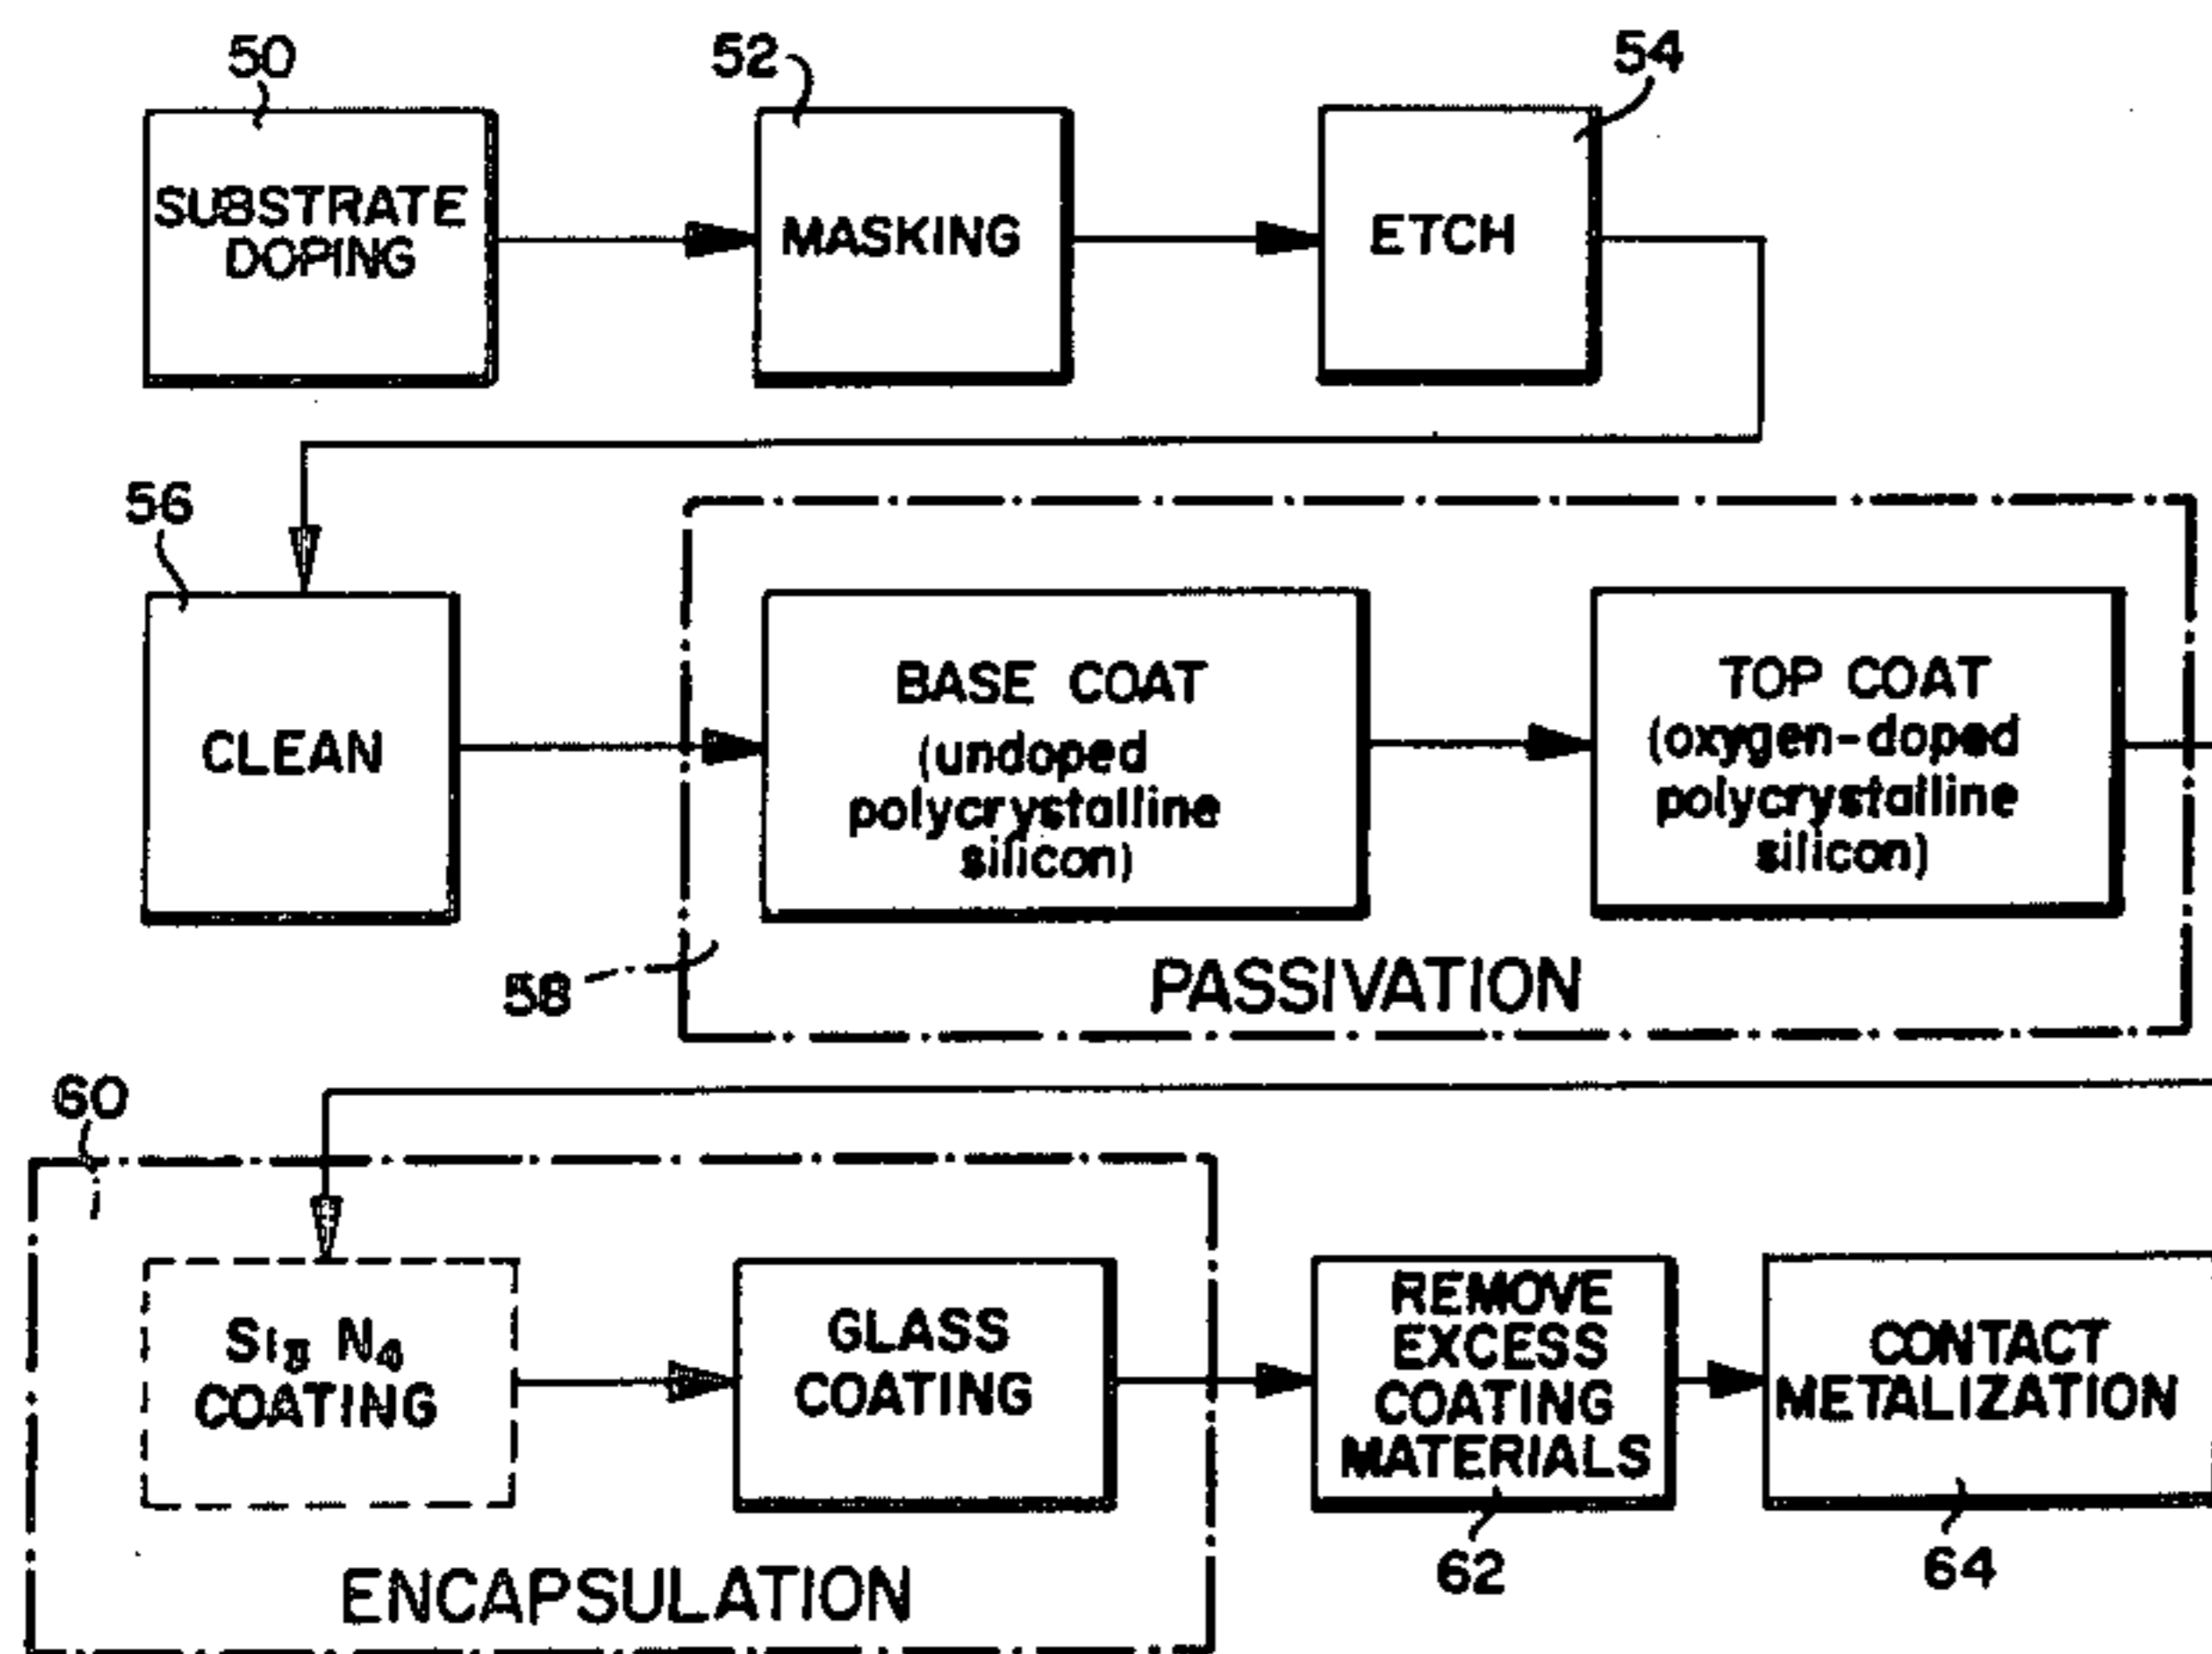 50
52
54
SUBSTRATE
DOPING
MASKING
ETCH
56
CLEAN
BASE COAT
(undoped
polycrystalline
silicon)
TOP COAT
(oxygen-doped
polycrystalline
silicon)
58
PASSIVATION
60
Si3 N4
COATING
GLASS
COATING
REMOVE
EXCESS
COATING
MATERIALS
CONTACT
METALIZATION
62
64
ENCAPSULATION